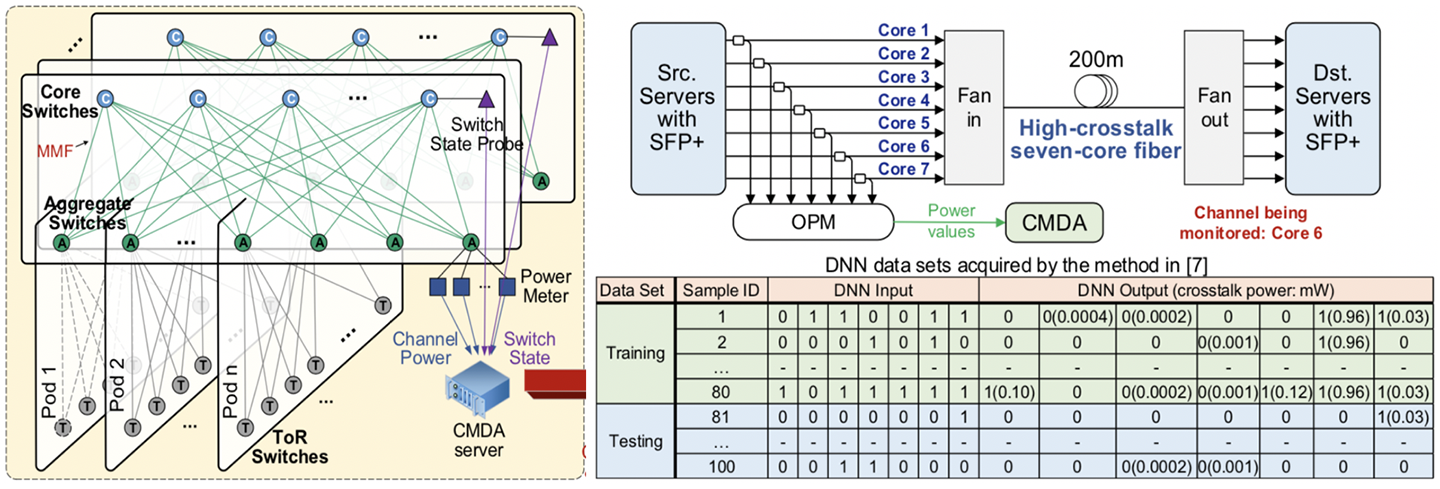 C
C
C
...
C
Core
Switches
C
C
C
...
C
Switch
State Probe
MMF
A
A
A
A
A
A
Aggregate
Switches
A
A
...
A
A
A
A
Power
Meter
...
Channel
Power
Switch
State
CMDA
server
Pod 1
Pod 2
Pod n
T
T
T
T
T
T
T
T
T
T
...
...
ToR
Switches
Src.
Servers
with
SFP+
Core 1
Core 2
Core 3
Core 4
Core 5
Core 6
Core 7
Fan
in
200m
High-crosstalk
seven-core fiber
Fan
out
Dst.
Servers
with
SFP+
OPM
Power
values
CMDA
Channel being
monitored: Core 6
DNN data sets acquired by the method in [7]
Data Set Sample ID DNN Input DNN Output (crosstalk power: mW)
Training
1 0 1 1 0 0 1 1 0 0(0.0004) 0(0.0002) 0 0 1(0.96) 1(0.03)
2 0 0 0 1 0 1 0 0 0 0 0(0.001) 0 1(0.96) 0
... - - - - - - - - - - - - - -
80 1 0 1 1 1 1 1 1(0.10) 0 0(0.0002) 0(0.001) 1(0.12) 1(0.96) 1(0.03)
Testing
81 0 0 0 0 0 0 1 0 0 0 0 0 0 1(0.03)
... - - - - - - - - - - - - - -
100 0 0 1 1 0 0 0 0 0 0(0.0002) 0(0.001) 0 0 0